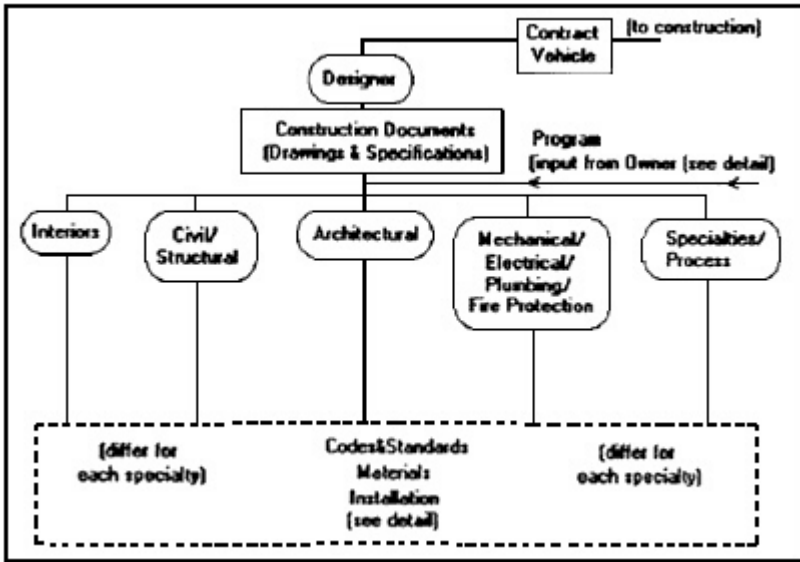 Contract
Vehicle
(to construction)
Designer
Construction Documents
(Drawings & Specifications)
Program
(input from Owner (see detail)
Interiors
Civil/
Structural
Architectural
Mechanical/
Electrical/
Plumbing/
Fire Protection
Specialties/
Process
(differ for
each specialty)
Codes&Standards
Materials
Installation
(see detail)
(differ for
each specialty)